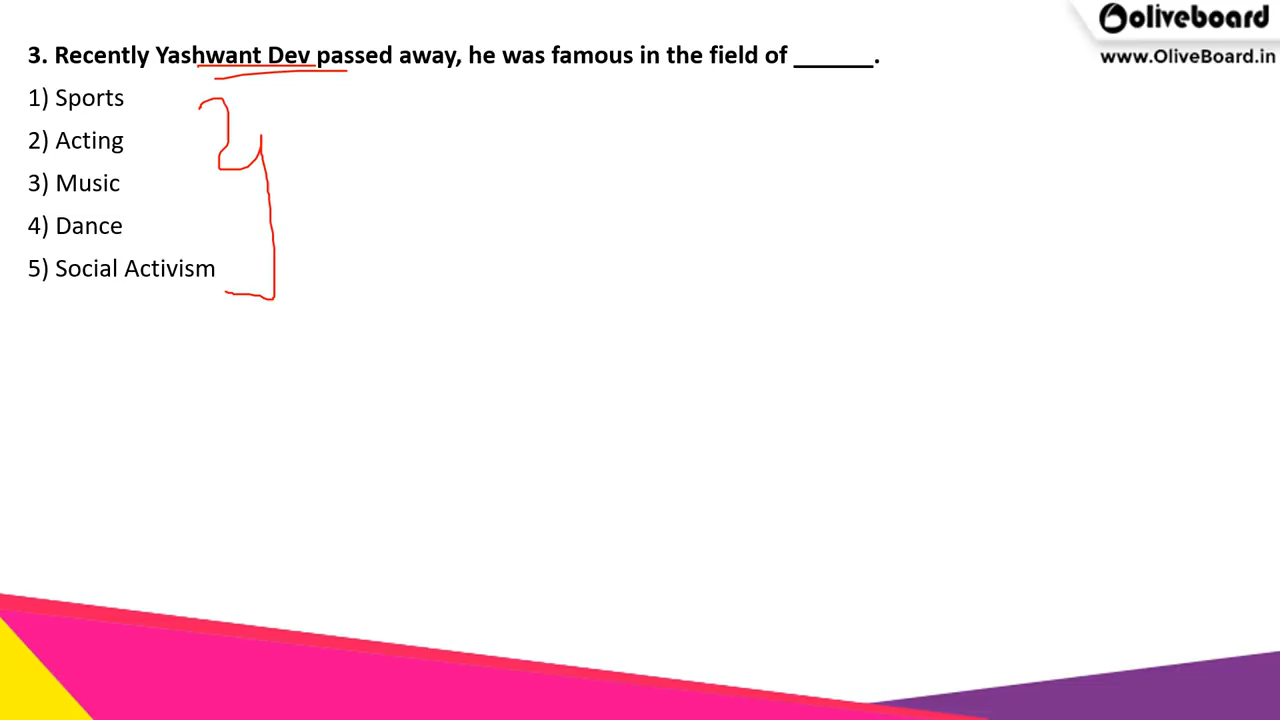 oliveboard
www.OliveBoard.in
3. Recently Yashwant Dev passed away, he was famous in the field of ______.
1) Sports
2) Acting
3) Music
4) Dance
5) Social Activism